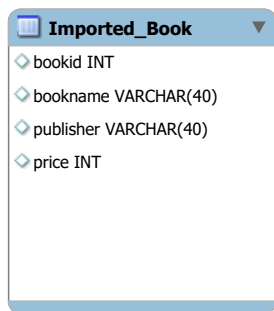 Imported_Book
bookid INT
bookname VARCHAR(40)
publisher VARCHAR(40)
price INT